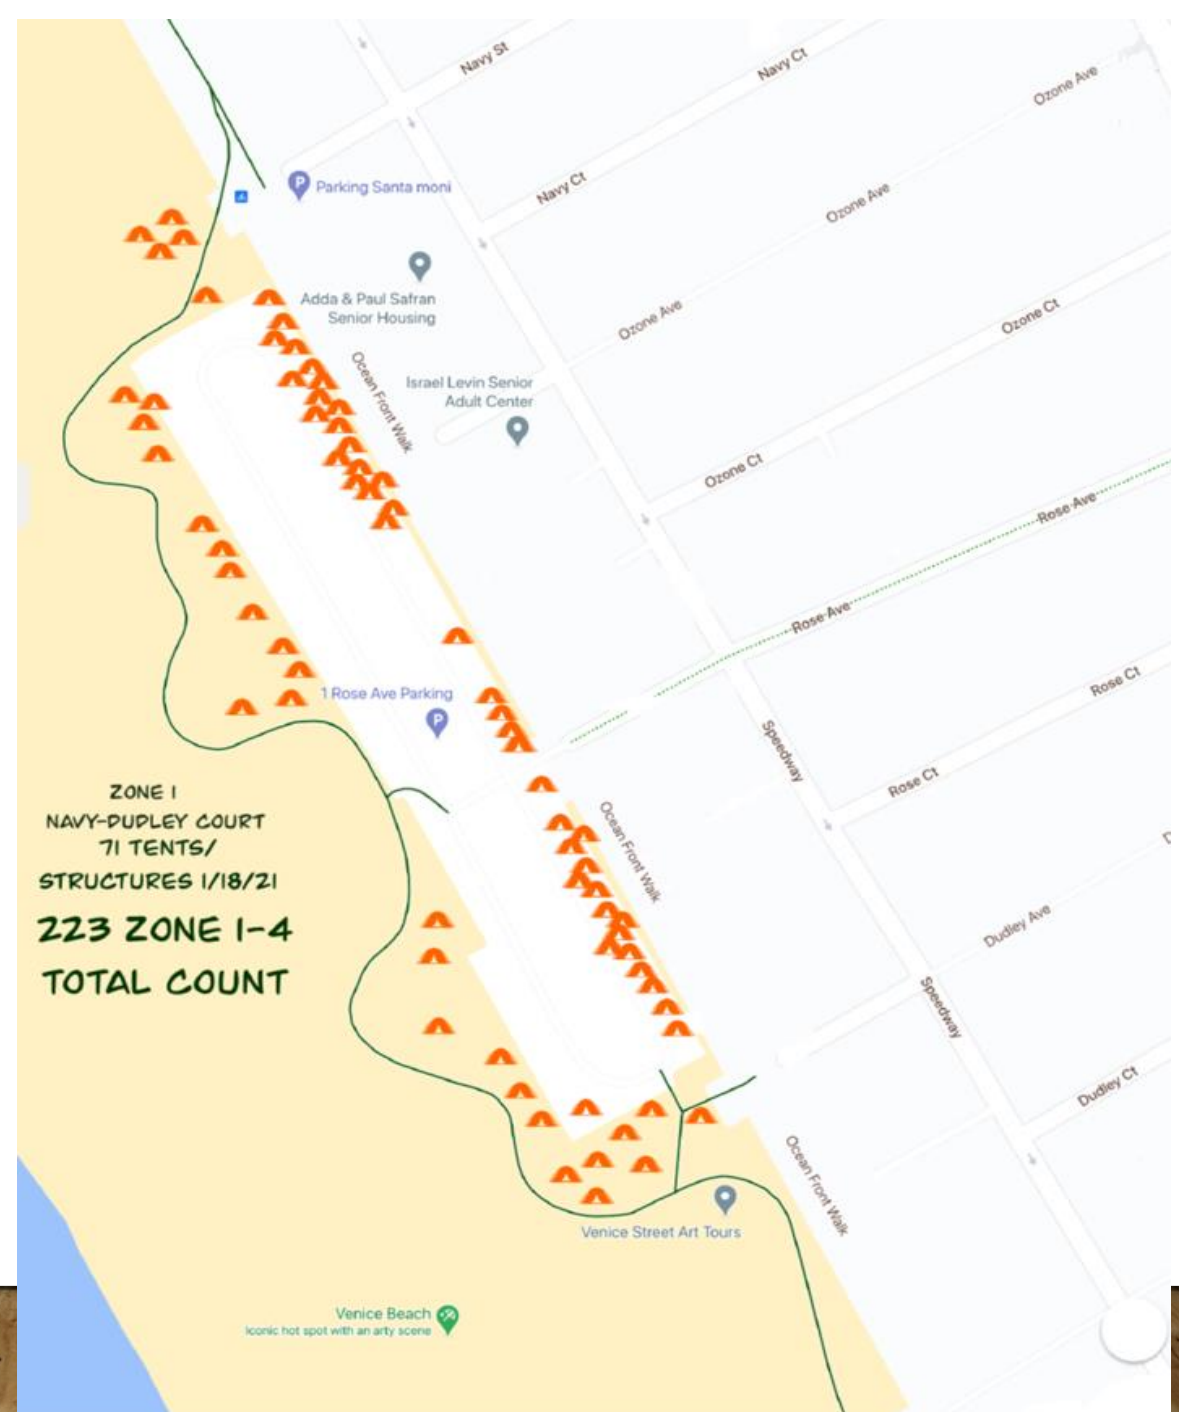 Navy St
Navy Ct
Ozone Ave
Parking Santa moni
Navy Ct
Ozone Ave
Adda & Paul Safran
Senior Housing
Ozone Ave
Ozone Ct
Ocean Front Walk
Israel Levin Senior
Adult Center
Ozone Ct
Rose Ave
Rose Ave
1 Rose Ave Parking
Rose Ct
Speedway
Rose Ct
ZONE 1
NAVY-DUDLEY COURT
71 TENTS/
STRUCTURES 1/18/21
223 ZONE 1-4
TOTAL COUNT
Ocean Front Walk
Dudley Ave
Speedway
Dudley Ct
Ocean Front Walk
Venice Street Art Tours
Venice Beach
Iconic hot spot with an arty scene